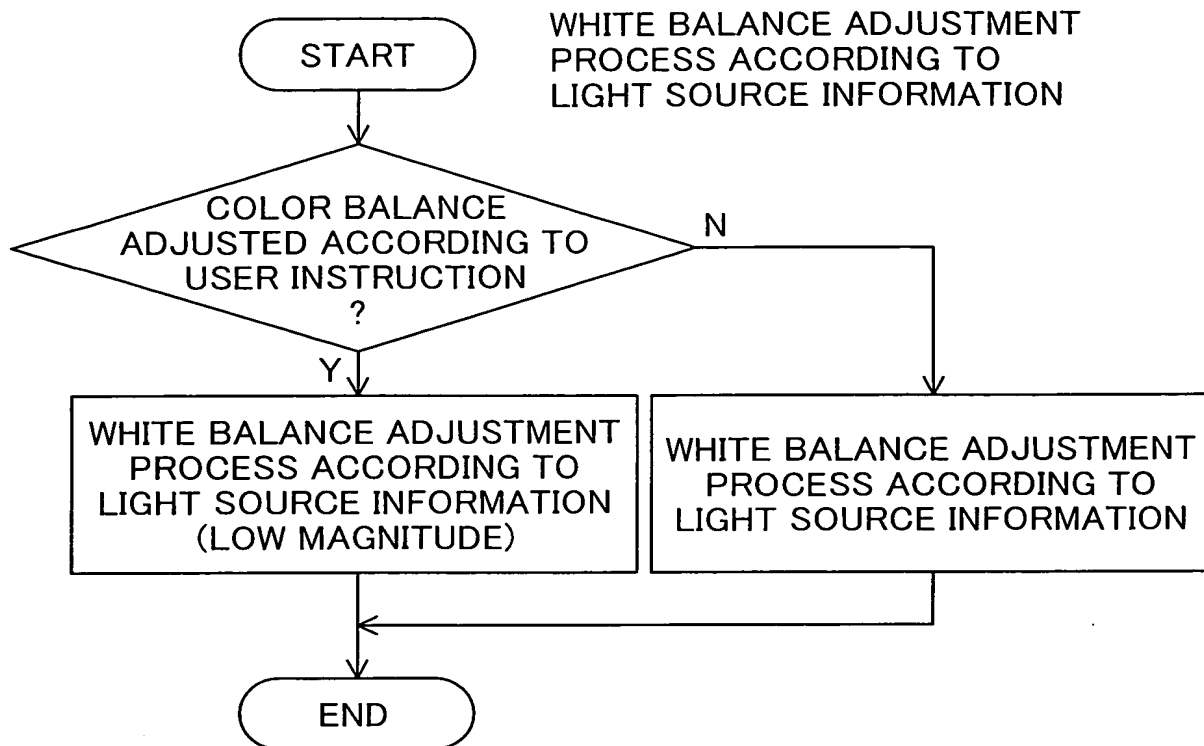 START
WHITE BALANCE ADJUSTMENT
PROCESS ACCORDING TO
LIGHT SOURCE INFORMATION
COLOR BALANCE
ADJUSTED ACCORDING TO
USER INSTRUCTION
?
N
Y
WHITE BALANCE ADJUSTMENT
PROCESS ACCORDING TO
LIGHT SOURCE INFORMATION
(LOW MAGNITUDE)
WHITE BALANCE ADJUSTMENT
PROCESS ACCORDING TO
LIGHT SOURCE INFORMATION
END